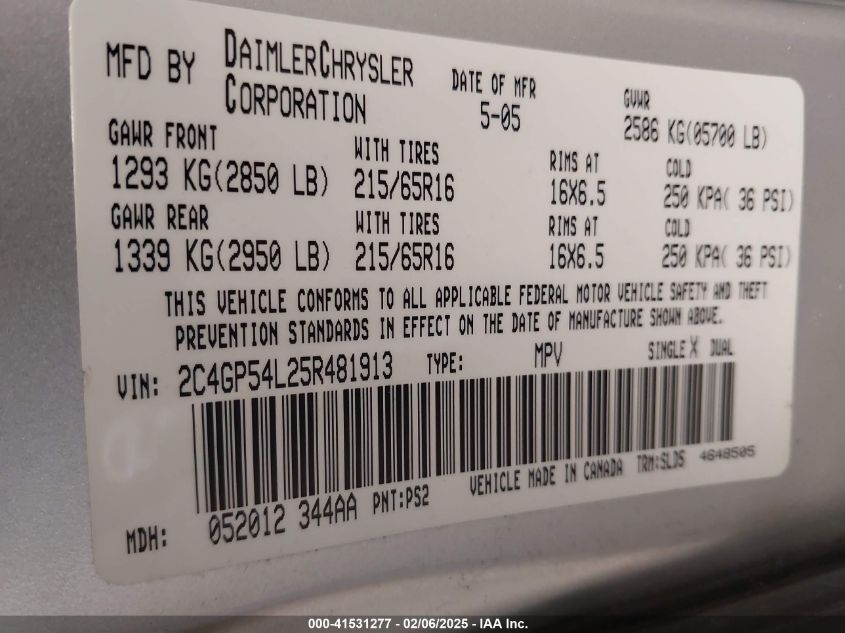 MFD BY DAIMLERCHRYSLER CORPORATION DATE OF MFR 5-05 GVWR 2586 KG(05700 LB)
GAWR FRONT WITH TIRES RIMS AT COLD
1293 KG(2850 LB) 215/65R16 16X6.5 250 KPA( 36 PSI)
GAWR REAR WITH TIRES RIMS AT COLD
1339 KG(2950 LB) 215/65R16 16X6.5 250 KPA( 36 PSI)
THIS VEHICLE CONFORMS TO ALL APPLICABLE FEDERAL MOTOR VEHICLE SAFETY AND THEFT
PREVENTION STANDARDS IN EFFECT ON THE DATE OF MANUFACTURE SHOWN ABOVE.
VIN: 2C4GP54L25R481913 TYPE: MPV SINGLE X DUAL
MDH: 052012 344AA PNT:PS2 VEHICLE MADE IN CANADA TRM:SLD5 4648505
000-41531277 - 02/06/2025 - IAA Inc.